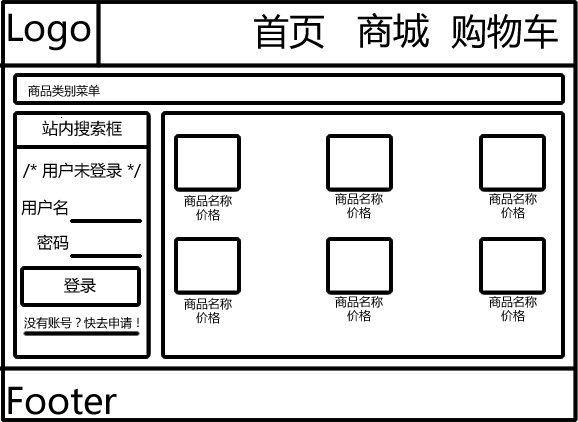 Logo
首页 商城 购物车
商品类别菜单
站内搜索框
/* 用户未登录 */
用户名
密码
登录
没有账号？快去申请！
商品名称
价格
商品名称
价格
商品名称
价格
商品名称
价格
商品名称
价格
商品名称
价格
Footer